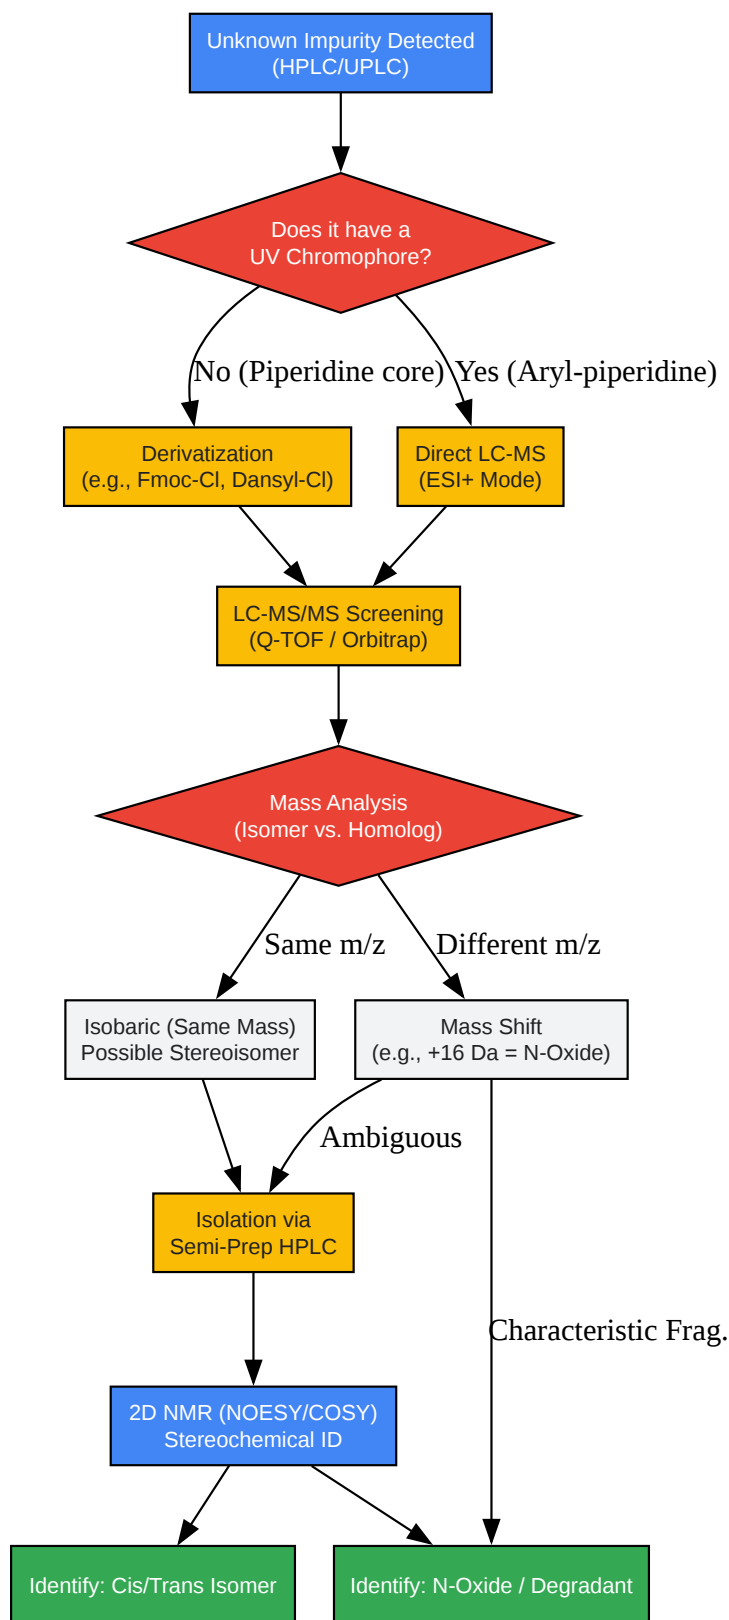 Unknown Impurity Detected
(HPLC/UPLC)
Does it have a
UV Chromophore?
No (Piperidine core)
Yes (Aryl-piperidine)
Derivatization
(e.g., Fmoc-Cl, Dansyl-Cl)
Direct LC-MS
(ESI+ Mode)
LC-MS/MS Screening
(Q-TOF / Orbitrap)
Mass Analysis
(Isomer vs. Homolog)
Same m/z
Different m/z
Isobaric (Same Mass)
Possible Stereoisomer
Mass Shift
(e.g., +16 Da = N-Oxide)
Ambiguous
Isolation via
Semi-Prep HPLC
Characteristic Frag.
2D NMR (NOESY/COSY)
Stereochemical ID
Identify: Cis/Trans Isomer
Identify: N-Oxide / Degradant